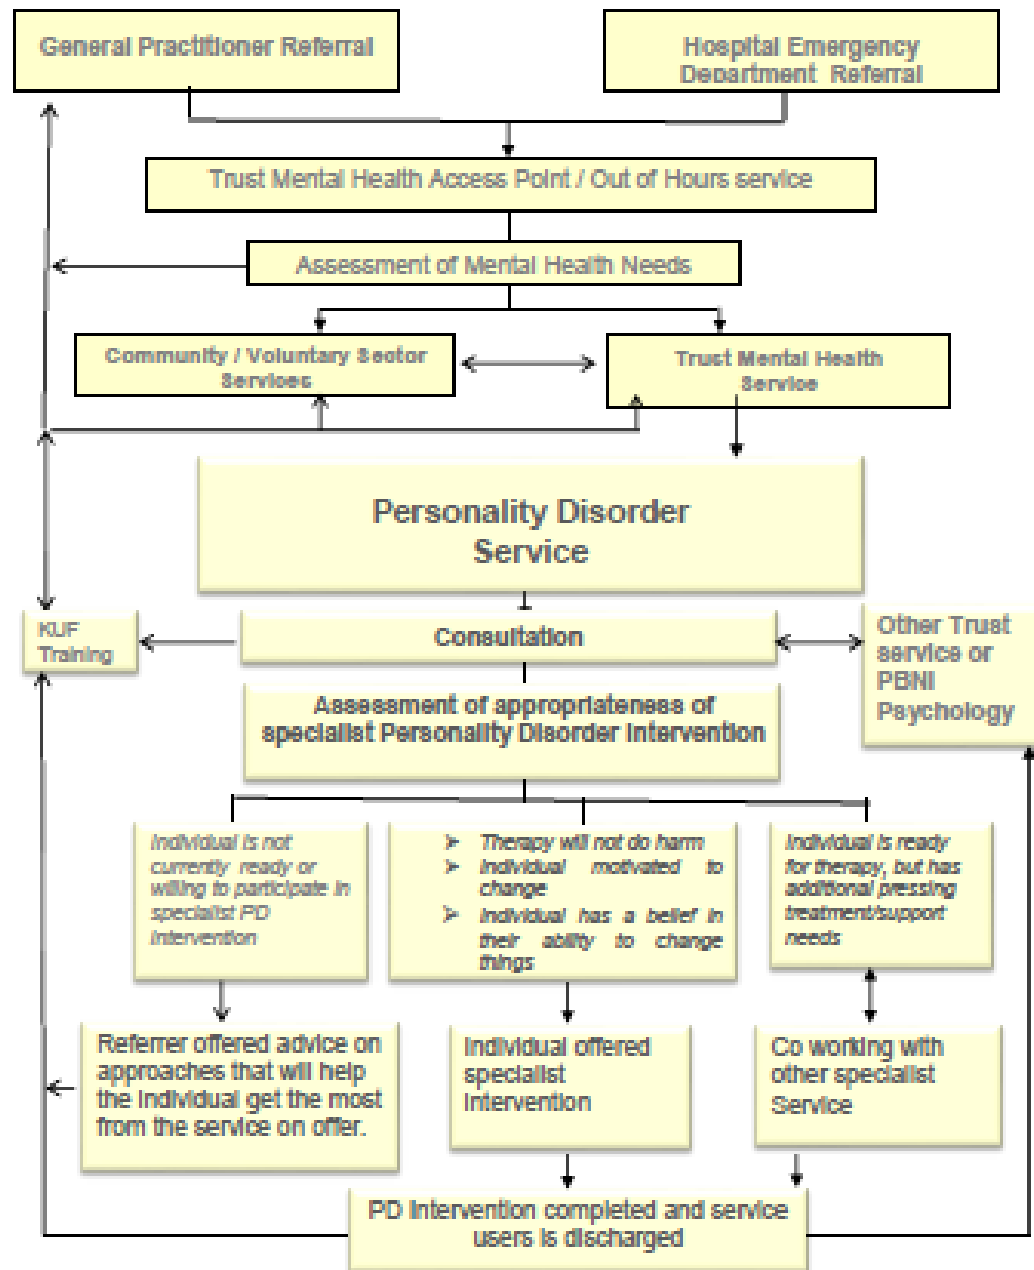 General Practitioner Referral
Hospital Emergency
Department Referral
Trust Mental Health Access Point / Out of Hours service
Assessment of Mental Health Needs
Community / Voluntary Sector
Services
Trust Mental Health
Service
Personality Disorder
Service
KUF
Training
Consultation
Other Trust
service or
PBNI
Psychology
Assessment of appropriateness of
specialist Personality Disorder Intervention
Individual is not
currently ready or
willing to participate in
specialist PD
Intervention
➢ Therapy will not do harm
➢ Individual motivated to
change
➢ Individual has a belief in
their ability to change
things
Individual is ready
for therapy, but has
additional pressing
treatment/support
needs
Referrer offered advice on
approaches that will help
the individual get the most
from the service on offer.
Individual offered
specialist
Intervention
Co working with
other specialist
Service
PD Intervention completed and service
users is discharged